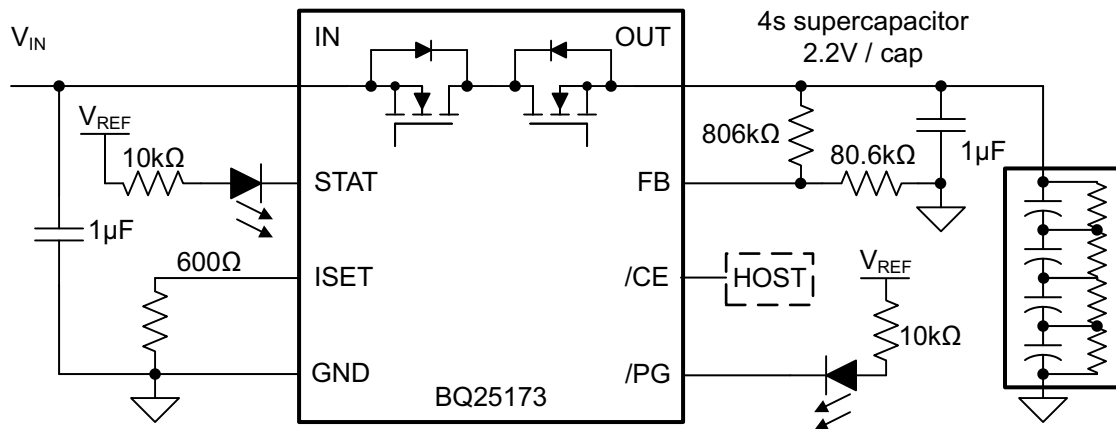 V_IN
IN
OUT
4s supercapacitor
2.2V / cap
V_REF
10kΩ
806kΩ
80.6kΩ
1µF
STAT
FB
1µF
600Ω
ISET
/CE
HOST
V_REF
10kΩ
GND
/PG
BQ25173